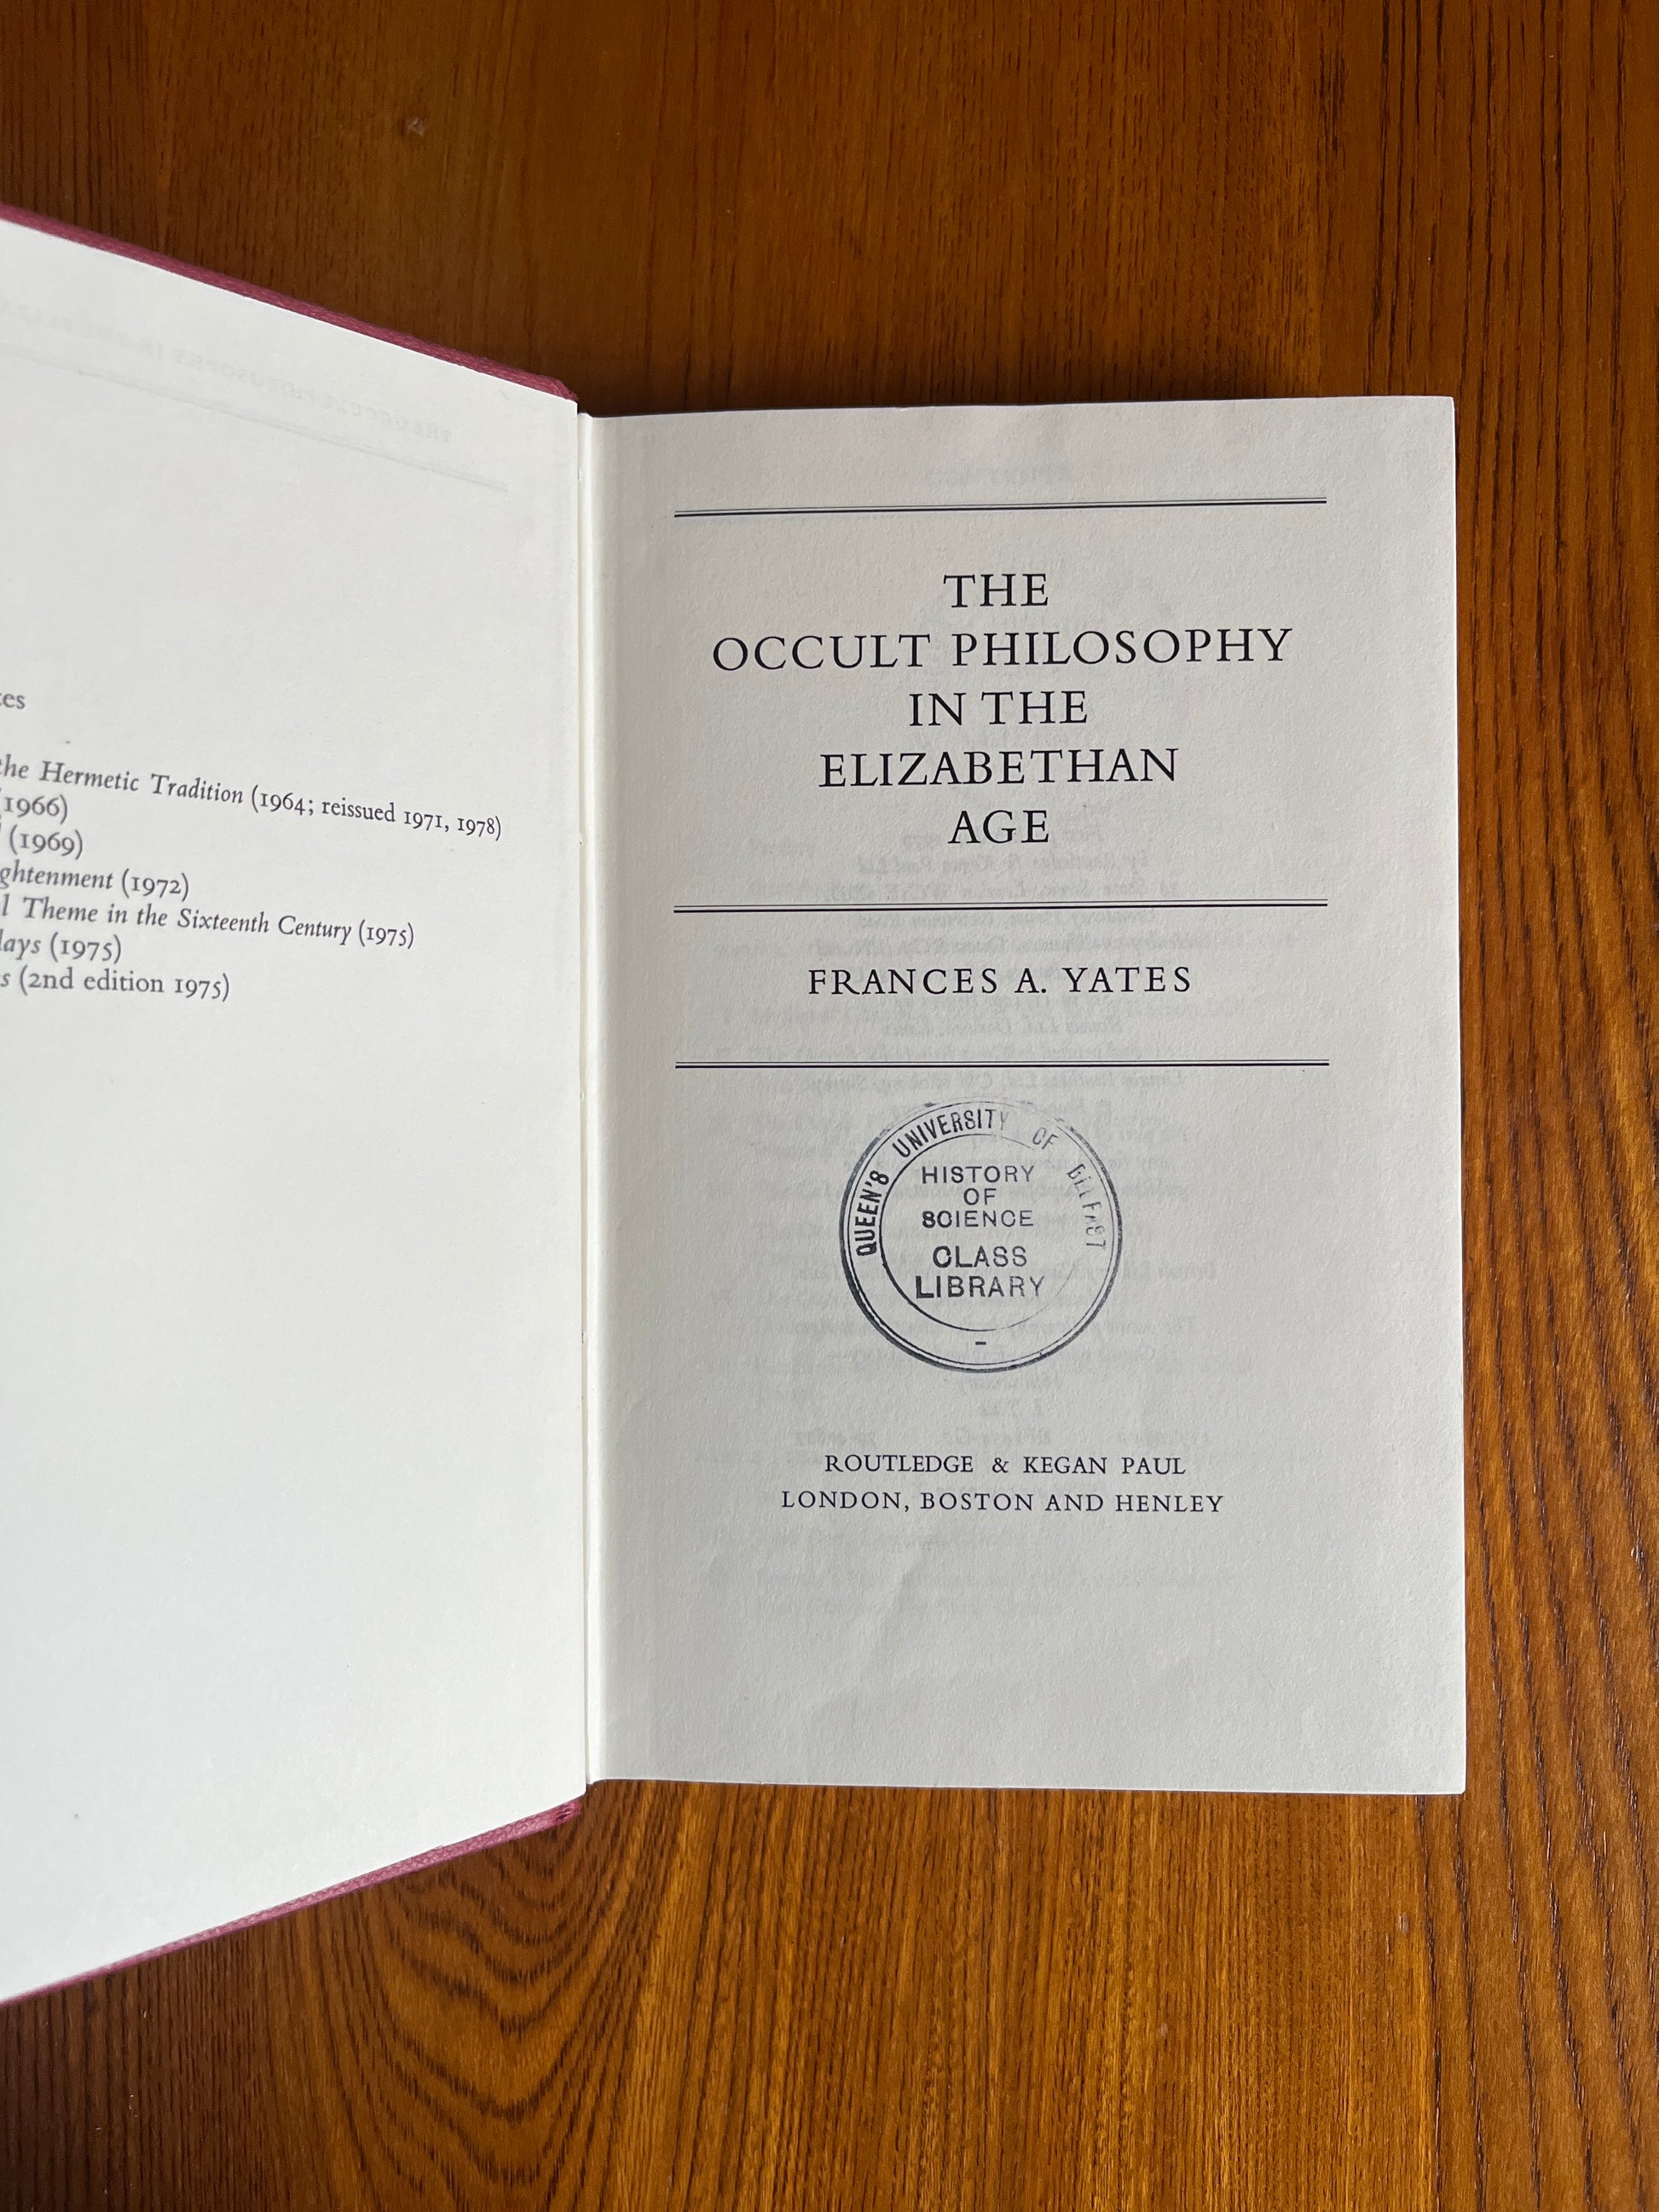 tes
the Hermetic Tradition (1964; reissued 1971, 1978)
(1966)
(1969)
ghtenment (1972)
l Theme in the Sixteenth Century (1975)
lays (1975)
s (2nd edition 1975)
THE
OCCULT PHILOSOPHY
IN THE
ELIZABETHAN
AGE
FRANCES A. YATES
QUEEN'S UNIVERSITY OF BELFAST
HISTORY
OF
SCIENCE
CLASS
LIBRARY
ROUTLEDGE & KEGAN PAUL
LONDON, BOSTON AND HENLEY